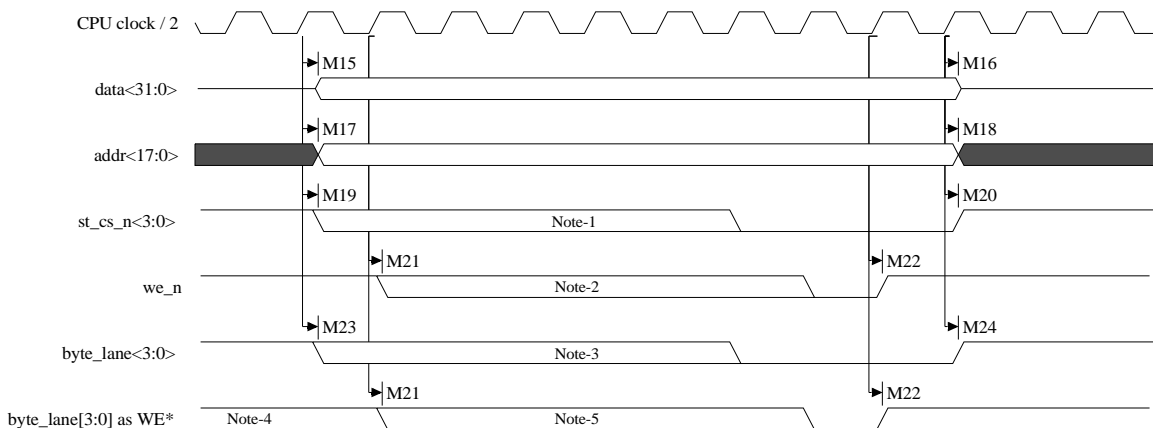 CPU clock / 2
M15 M16
data<31:0>
M17 M18
addr<17:0>
M19 M20
st_cs_n<3:0> Note-1
M21 M22
we_n Note-2
M23 M24
byte_lane<3:0> Note-3
M21 M22
byte_lane[3:0] as WE* Note-4 Note-5